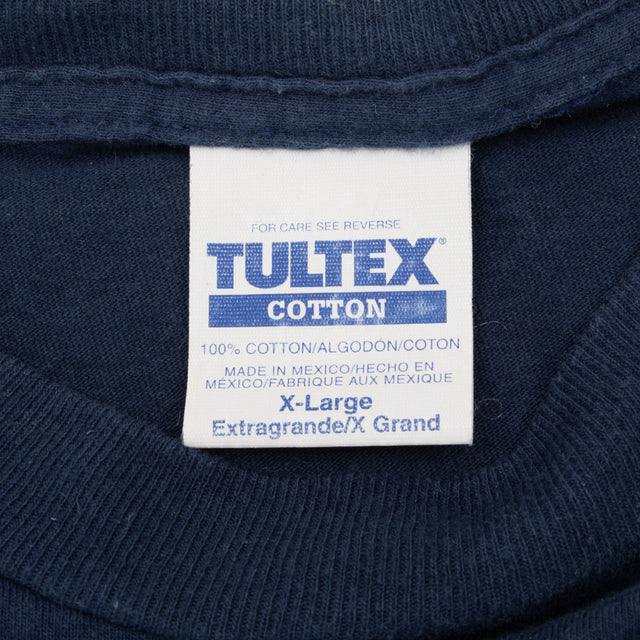 FOR CARE SEE REVERSE
TULTEX®
COTTON
100% COTTON/ALGODÓN/COTON
MADE IN MEXICO/HECHO EN
MÉXICO/FABRIQUE AUX MEXIQUE
X-Large
Extragrande/X Grand